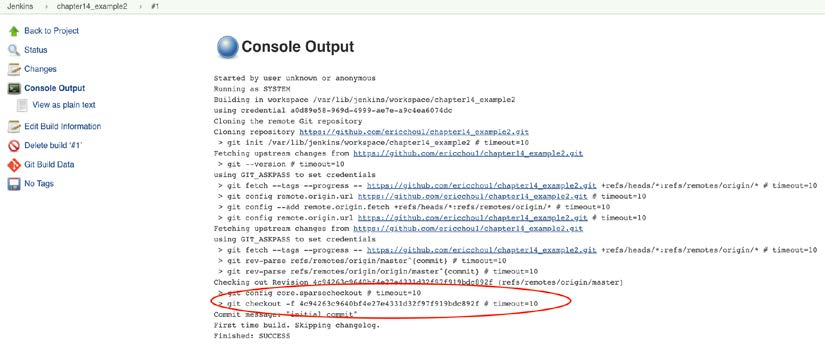 Jenkins › chapter14_example2 › #1
Back to Project
Status
Changes
Console Output
View as plain text
Edit Build Information
Delete build '#1'
Git Build Data
No Tags
Console Output
Started by user unknown or anonymous
Running as SYSTEM
Building in workspace /var/lib/jenkins/workspace/chapter14_example2
using credential a0d89e58-969d-4999-ae7e-a9c4ea6074dc
Cloning the remote Git repository
Cloning repository https://github.com/ericchou1/chapter14_example2.git
> git init /var/lib/jenkins/workspace/chapter14_example2 # timeout=10
Fetching upstream changes from https://github.com/ericchou1/chapter14_example2.git
> git --version # timeout=10
using GIT_ASKPASS to set credentials
> git fetch --tags --progress -- https://github.com/ericchou1/chapter14_example2.git +refs/heads/*:refs/remotes/origin/* # timeout=10
> git config remote.origin.url https://github.com/ericchou1/chapter14_example2.git # timeout=10
> git config --add remote.origin.fetch +refs/heads/*:refs/remotes/origin/* # timeout=10
> git config remote.origin.url https://github.com/ericchou1/chapter14_example2.git # timeout=10
Fetching upstream changes from https://github.com/ericchou1/chapter14_example2.git
using GIT_ASKPASS to set credentials
> git fetch --tags --progress -- https://github.com/ericchou1/chapter14_example2.git +refs/heads/*:refs/remotes/origin/* # timeout=10
> git rev-parse refs/remotes/origin/master^{commit} # timeout=10
> git rev-parse refs/remotes/origin/origin/master^{commit} # timeout=10
Checking out Revision 4c94263c9640bf4e27e4331d32f97f919bdc892f (refs/remotes/origin/master)
> git config core.sparsecheckout # timeout=10
> git checkout -f 4c94263c9640bf4e27e4331d32f97f919bdc892f # timeout=10
Commit message: "initial commit"
First time build. Skipping changelog.
Finished: SUCCESS